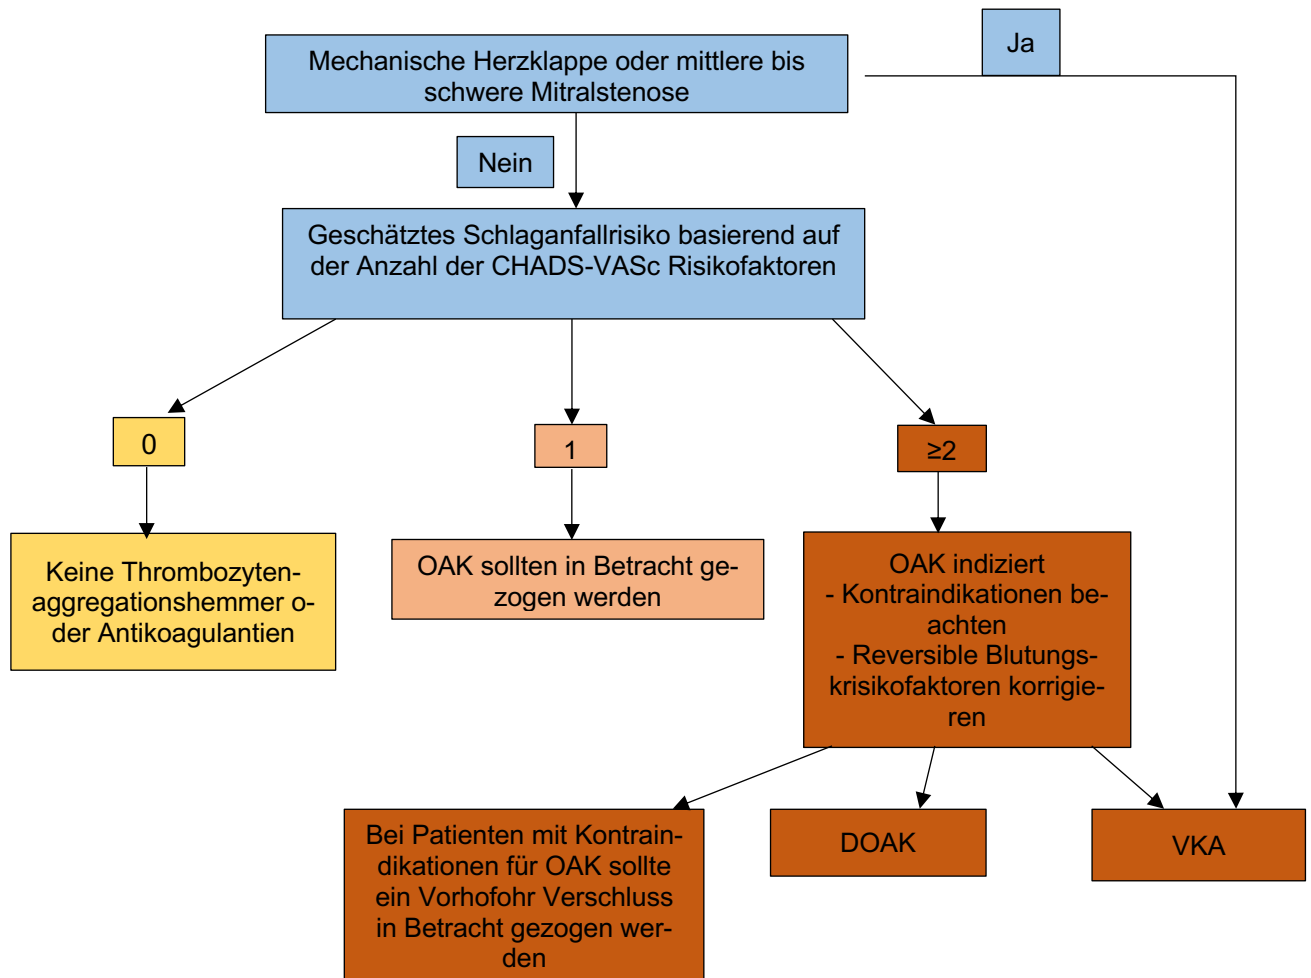 Ja
Mechanische Herzklappe oder mittlere bis
schwere Mitralstenose
Nein
Geschätztes Schlaganfallrisiko basierend auf
der Anzahl der CHADS-VASc Risikofaktoren
0
1
≥2
Keine Thrombozyten-
aggregationshemmer o-
der Antikoagulantien
OAK sollten in Betracht ge-
zogen werden
OAK indiziert
- Kontraindikationen be-
achten
- Reversible Blutungs-
krisikofaktoren korrigie-
ren
Bei Patienten mit Kontrain-
dikationen für OAK sollte
ein Vorhofohr Verschluss
in Betracht gezogen wer-
den
DOAK
VKA